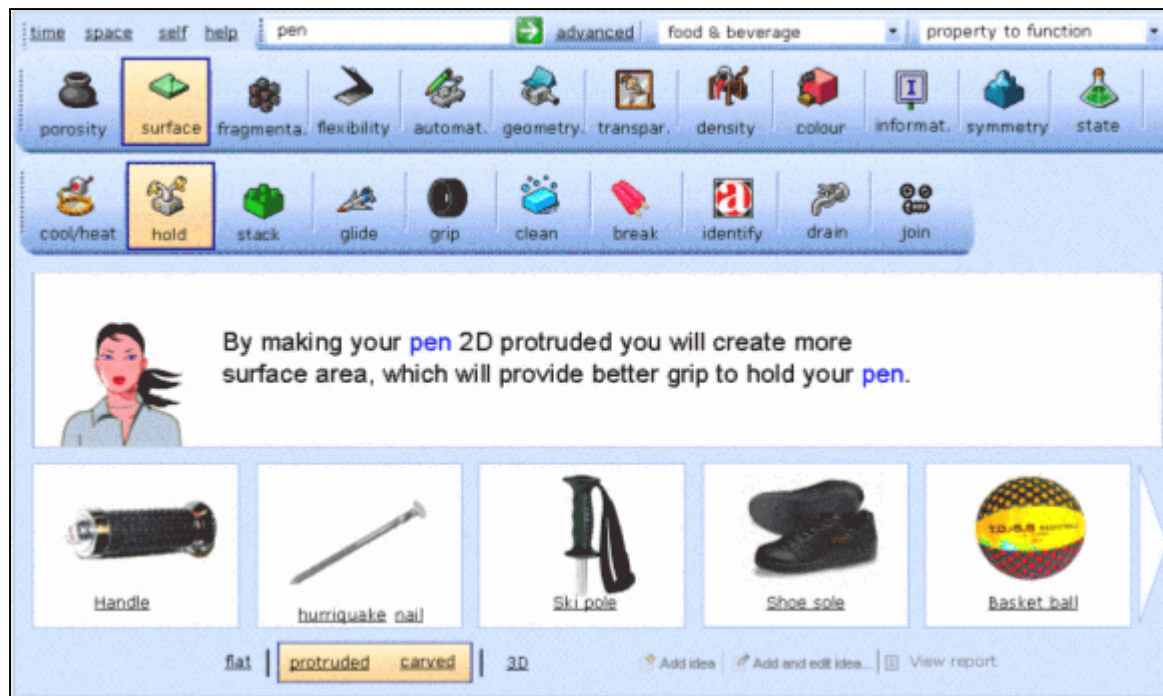 time space self help pen advanced food & beverage property to function
porosity surface fragmenta. flexibility automat. geometry. transpar. density colour informat. symmetry state
cool/heat hold stack glide grip clean break identify drain join
By making your pen 2D protruded you will create more
surface area, which will provide better grip to hold your pen.
Handle hurriquake nail Ski pole Shoe sole Basket ball
flat protruded carved 3D Add idea Add and edit idea... View report